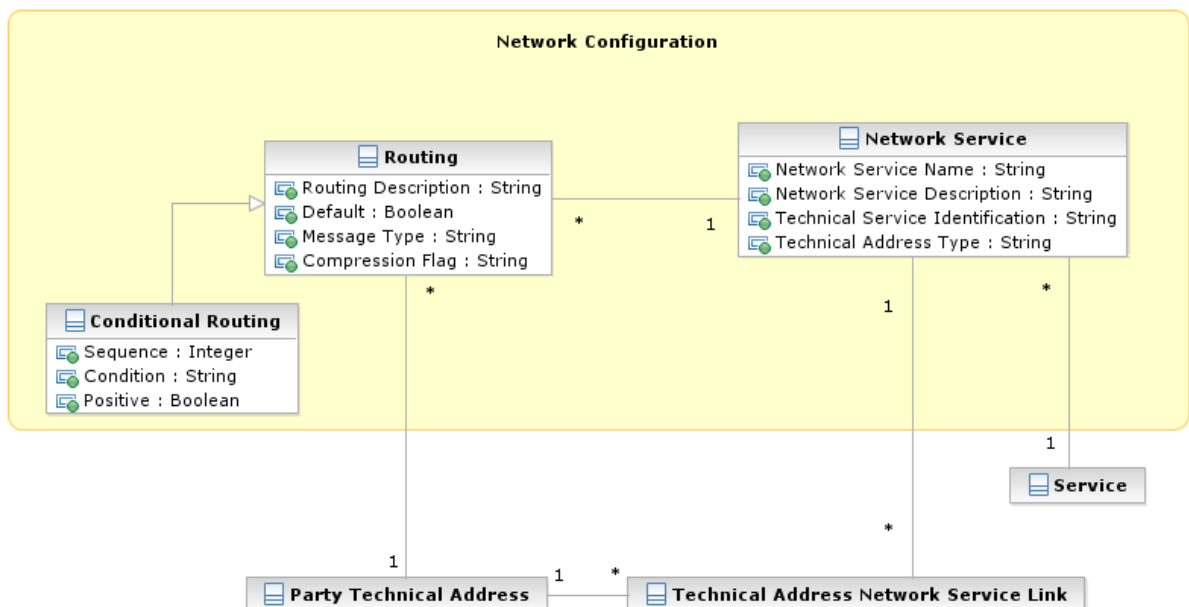 Network Configuration
Network Service
Network Service Name : String
Network Service Description : String
Technical Service Identification : String
Technical Address Type : String
Routing
Routing Description : String
Default : Boolean
Message Type : String
Compression Flag : String
*
1
Conditional Routing
Sequence : Integer
Condition : String
Positive : Boolean
*
1
*
1
Service
*
1
Party Technical Address
1
*
Technical Address Network Service Link